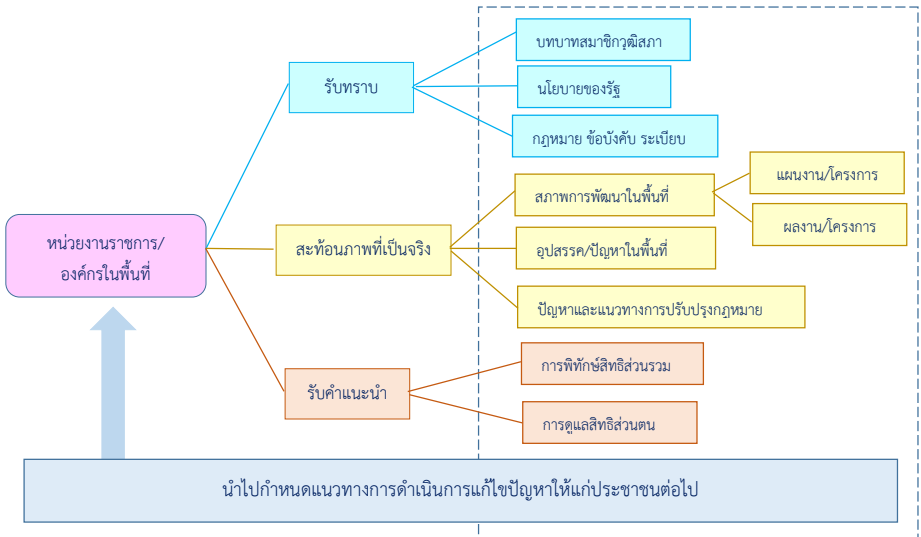 หน่วยงานราชการ/
องค์กรในพื้นที่
รับทราบ
บทบาทสมาชิกวุฒิสภา
นโยบายของรัฐ
กฎหมาย ข้อบังคับ ระเบียบ
สะท้อนภาพที่เป็นจริง
สภาพการพัฒนาในพื้นที่
แผนงาน/โครงการ
ผลงาน/โครงการ
อุปสรรค/ปัญหาในพื้นที่
ปัญหาและแนวทางการปรับปรุงกฎหมาย
รับคำแนะนำ
การพิทักษ์สิทธิส่วนรวม
การดูแลสิทธิส่วนตน
นำไปกำหนดแนวทางการดำเนินการแก้ไขปัญหาให้แก่ประชาชนต่อไป